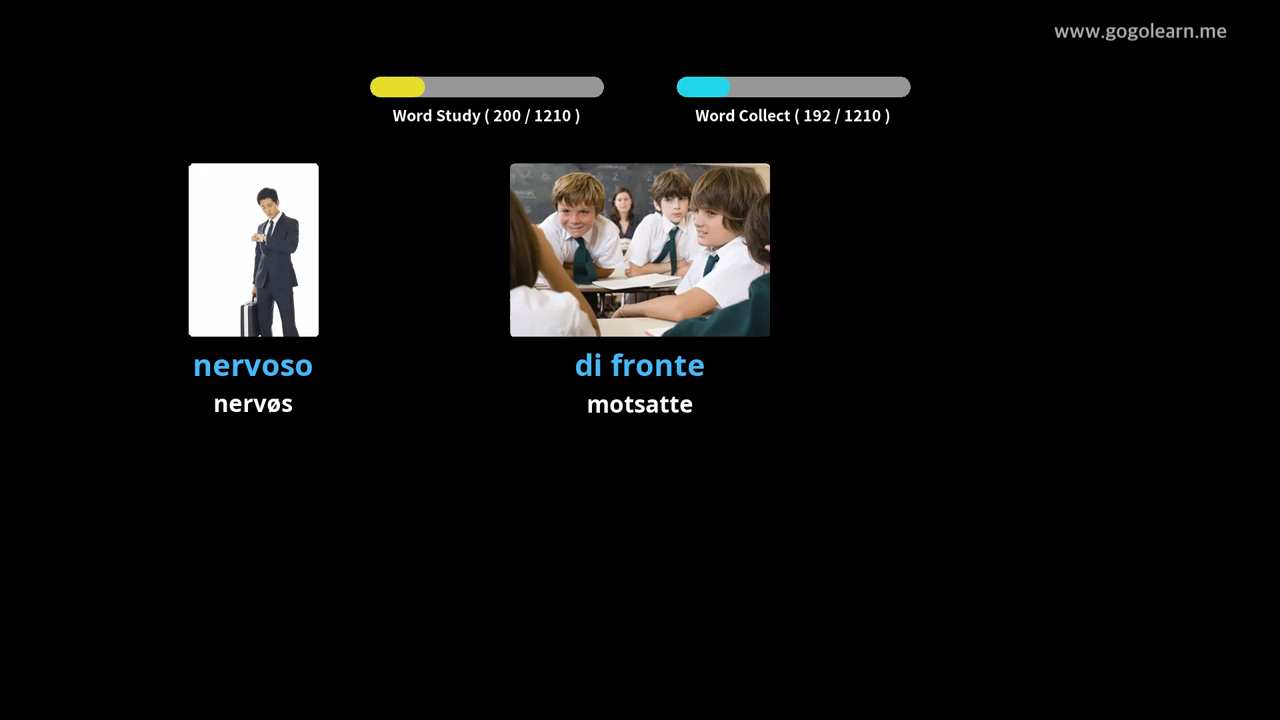 www.gogolearn.me
Word Study ( 200 / 1210 )
Word Collect ( 192 / 1210 )
nervoso
nervøs
di fronte
motsatte